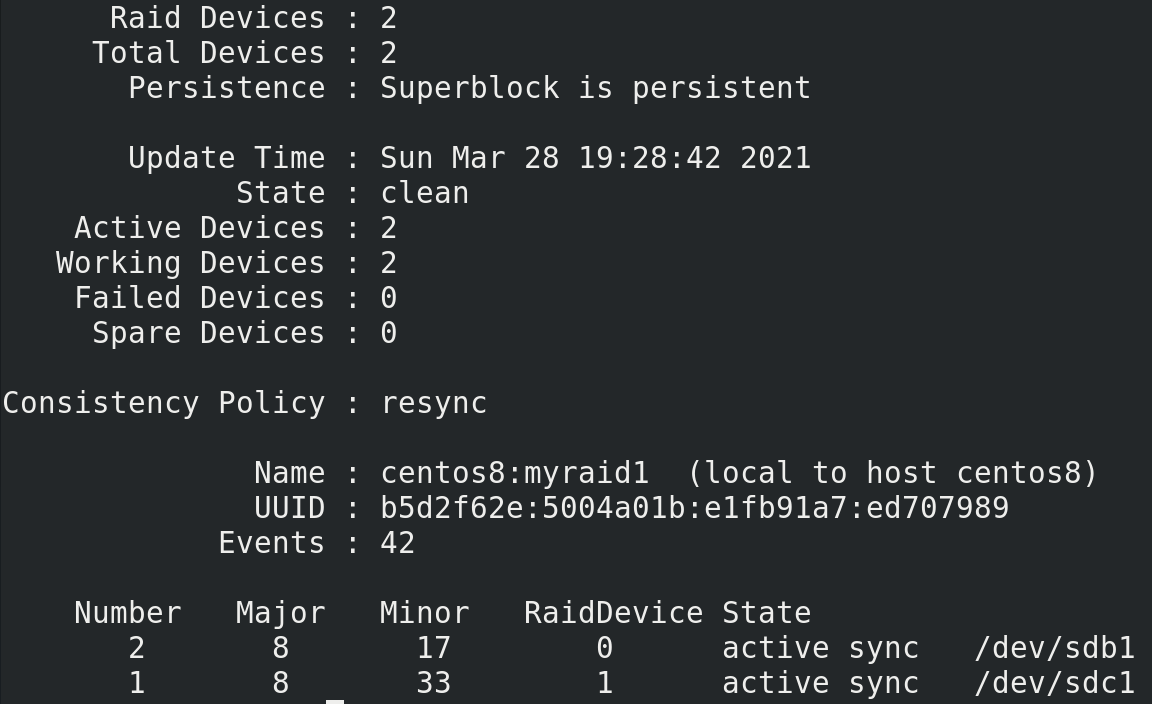 Raid Devices : 2
Total Devices : 2
Persistence : Superblock is persistent
Update Time : Sun Mar 28 19:28:42 2021
State : clean
Active Devices : 2
Working Devices : 2
Failed Devices : 0
Spare Devices : 0
Consistency Policy : resync
Name : centos8:myraid1  (local to host centos8)
UUID : b5d2f62e:5004a01b:e1fb91a7:ed707989
Events : 42
Number   Major   Minor   RaidDevice State
2       8       17        0      active sync   /dev/sdb1
1       8       33        1      active sync   /dev/sdc1